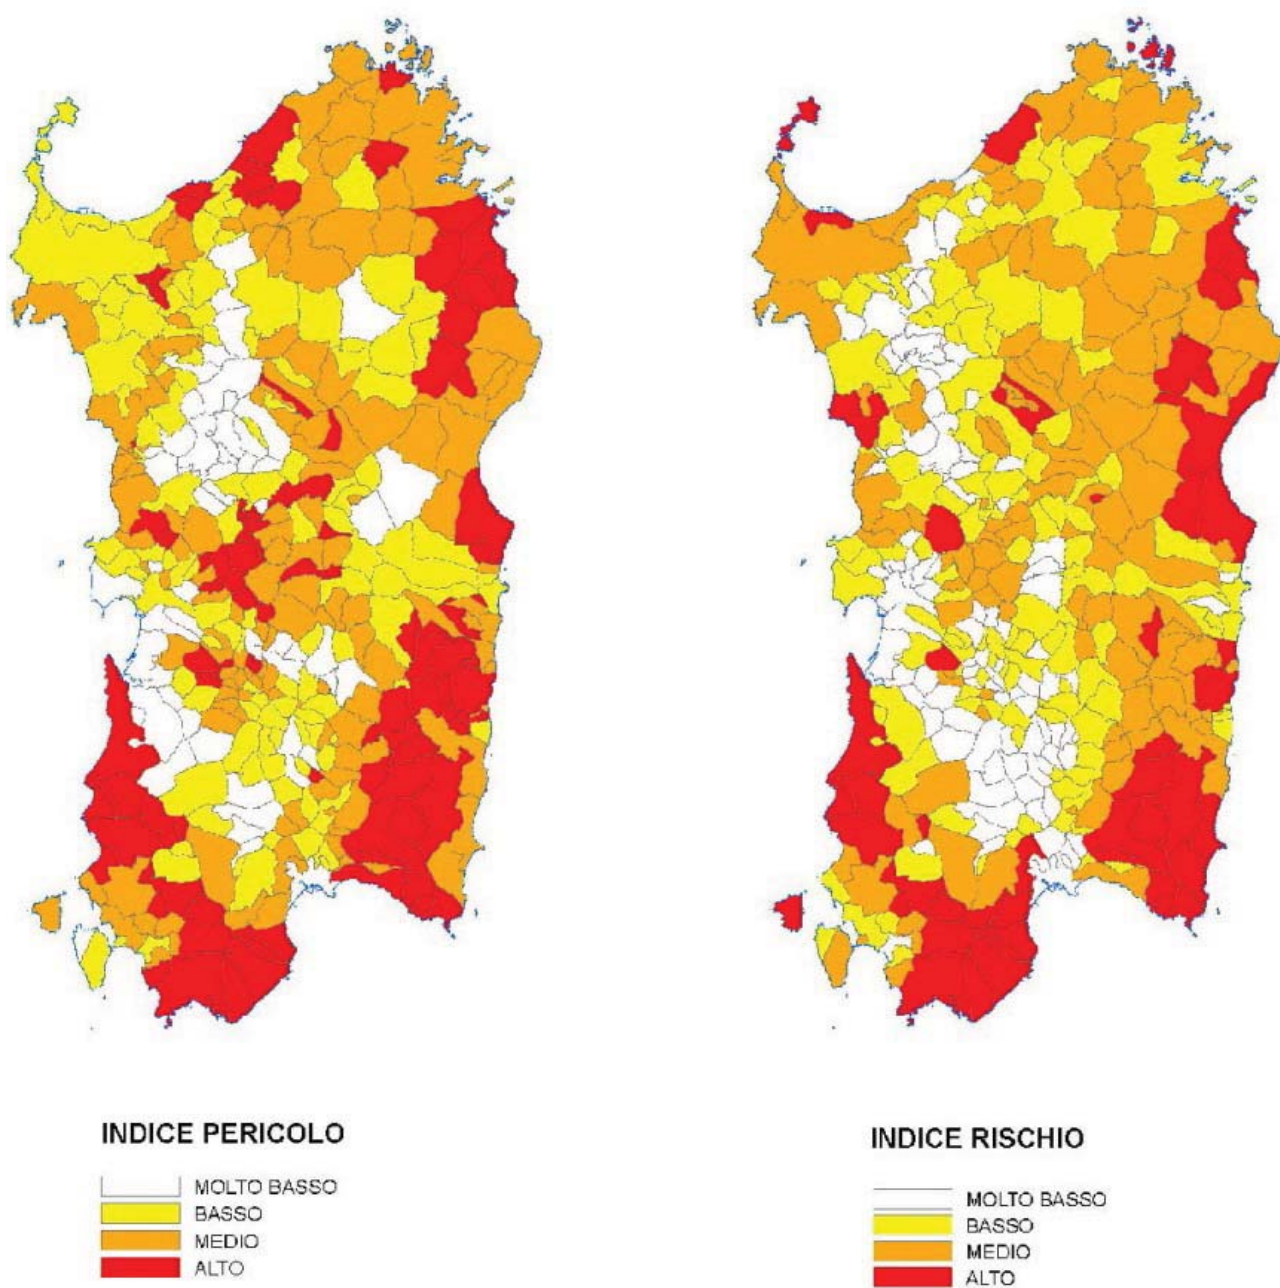 INDICE PERICOLO
MOLTO BASSO
BASSO
MEDIO
ALTO
INDICE RISCHIO
MOLTO BASSO
BASSO
MEDIO
ALTO